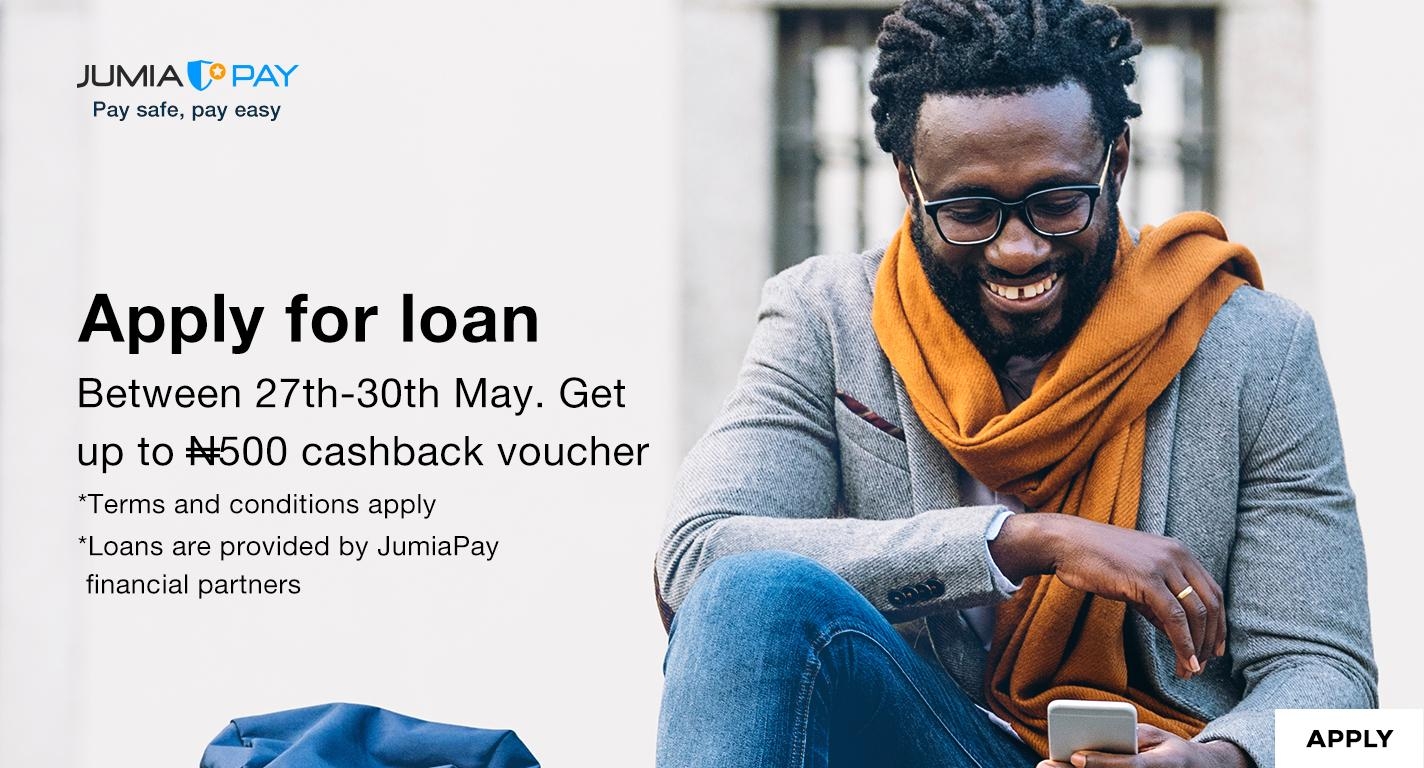 JUMIA PAY
Pay safe, pay easy
Apply for loan
Between 27th-30th May. Get
up to ₦500 cashback voucher
*Terms and conditions apply
*Loans are provided by JumiaPay
financial partners
APPLY